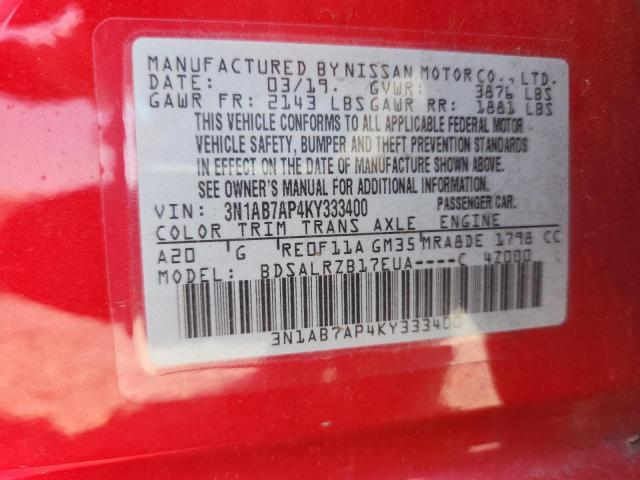 MANUFACTURED BY NISSAN MOTOR CO., LTD.
DATE: 03/19. GVWR: 3876 LBS
GAWR FR: 2143 LBS GAWR RR: 1881 LBS
THIS VEHICLE CONFORMS TO ALL APPLICABLE FEDERAL MOTOR
VEHICLE SAFETY, BUMPER AND THEFT PREVENTION STANDARDS
IN EFFECT ON THE DATE OF MANUFACTURE SHOWN ABOVE.
SEE OWNER'S MANUAL FOR ADDITIONAL INFORMATION.
VIN: 3N1AB7AP4KY333400 PASSENGER CAR.
COLOR TRIM TRANS AXLE ENGINE
A20 G RE0F11A GM35 MRA8DE 1798 CC
MODEL: BDSALRZB17EUA----C 4Z000
3N1AB7AP4KY333400